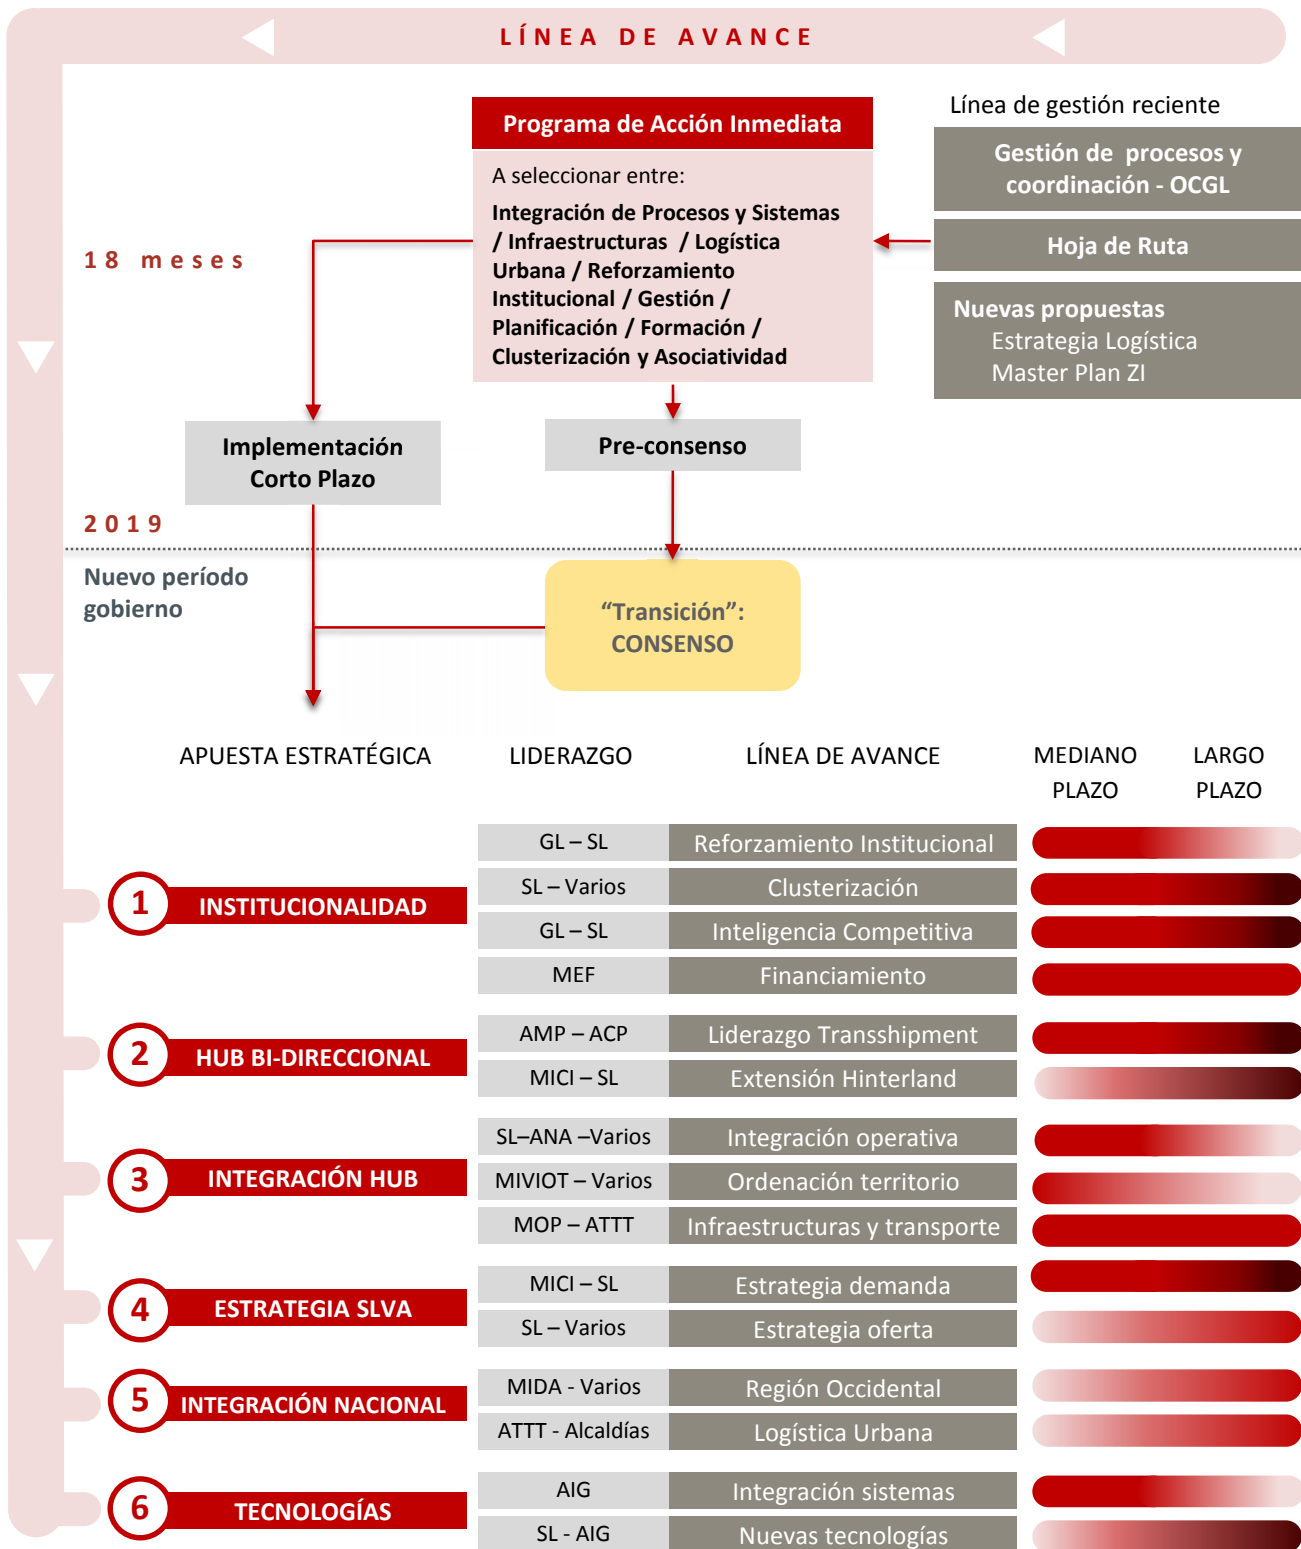 LÍNEA DE AVANCE
Línea de gestión reciente
Programa de Acción Inmediata
A seleccionar entre:
Integración de Procesos y Sistemas
/ Infraestructuras / Logística
Urbana / Reforzamiento
Institucional / Gestión /
Planificación / Formación /
Clusterización y Asociatividad
Gestión de procesos y
coordinación - OCGL
Hoja de Ruta
Nuevas propuestas
Estrategia Logística
Master Plan ZI
18 meses
Implementación
Corto Plazo
Pre-consenso
2019
Nuevo período
gobierno
“Transición”:
CONSENSO
APUESTA ESTRATÉGICA
LIDERAZGO
LÍNEA DE AVANCE
MEDIANO
PLAZO
LARGO
PLAZO
1
INSTITUCIONALIDAD
GL – SL
Reforzamiento Institucional
SL – Varios
Clusterización
GL – SL
Inteligencia Competitiva
MEF
Financiamiento
2
HUB BI-DIRECCIONAL
AMP – ACP
Liderazgo Transshipment
MICI – SL
Extensión Hinterland
3
INTEGRACIÓN HUB
SL–ANA –Varios
Integración operativa
MIVIOT – Varios
Ordenación territorio
MOP – ATTT
Infraestructuras y transporte
4
ESTRATEGIA SLVA
MICI – SL
Estrategia demanda
SL – Varios
Estrategia oferta
5
INTEGRACIÓN NACIONAL
MIDA - Varios
Región Occidental
ATTT - Alcaldías
Logística Urbana
6
TECNOLOGÍAS
AIG
Integración sistemas
SL - AIG
Nuevas tecnologías